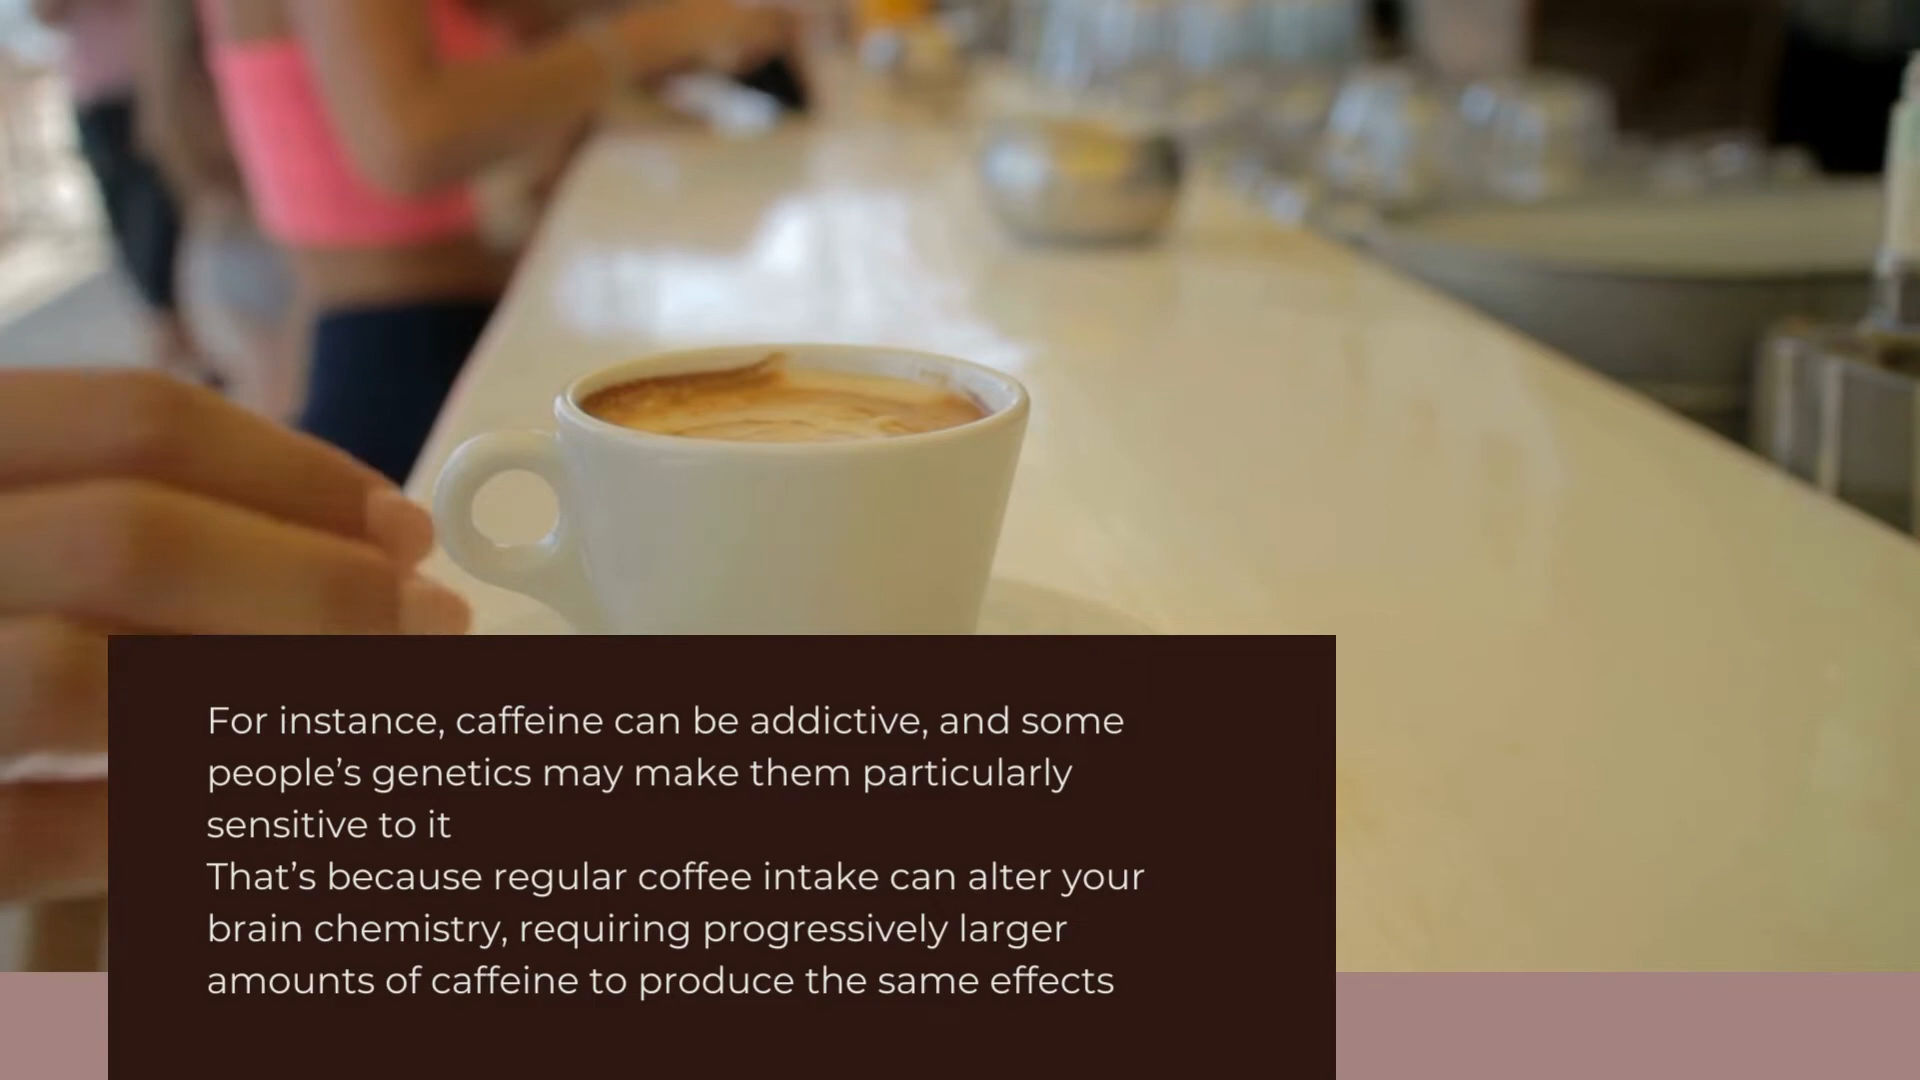 For instance, caffeine can be addictive, and some
people’s genetics may make them particularly
sensitive to it
That’s because regular coffee intake can alter your
brain chemistry, requiring progressively larger
amounts of caffeine to produce the same effects